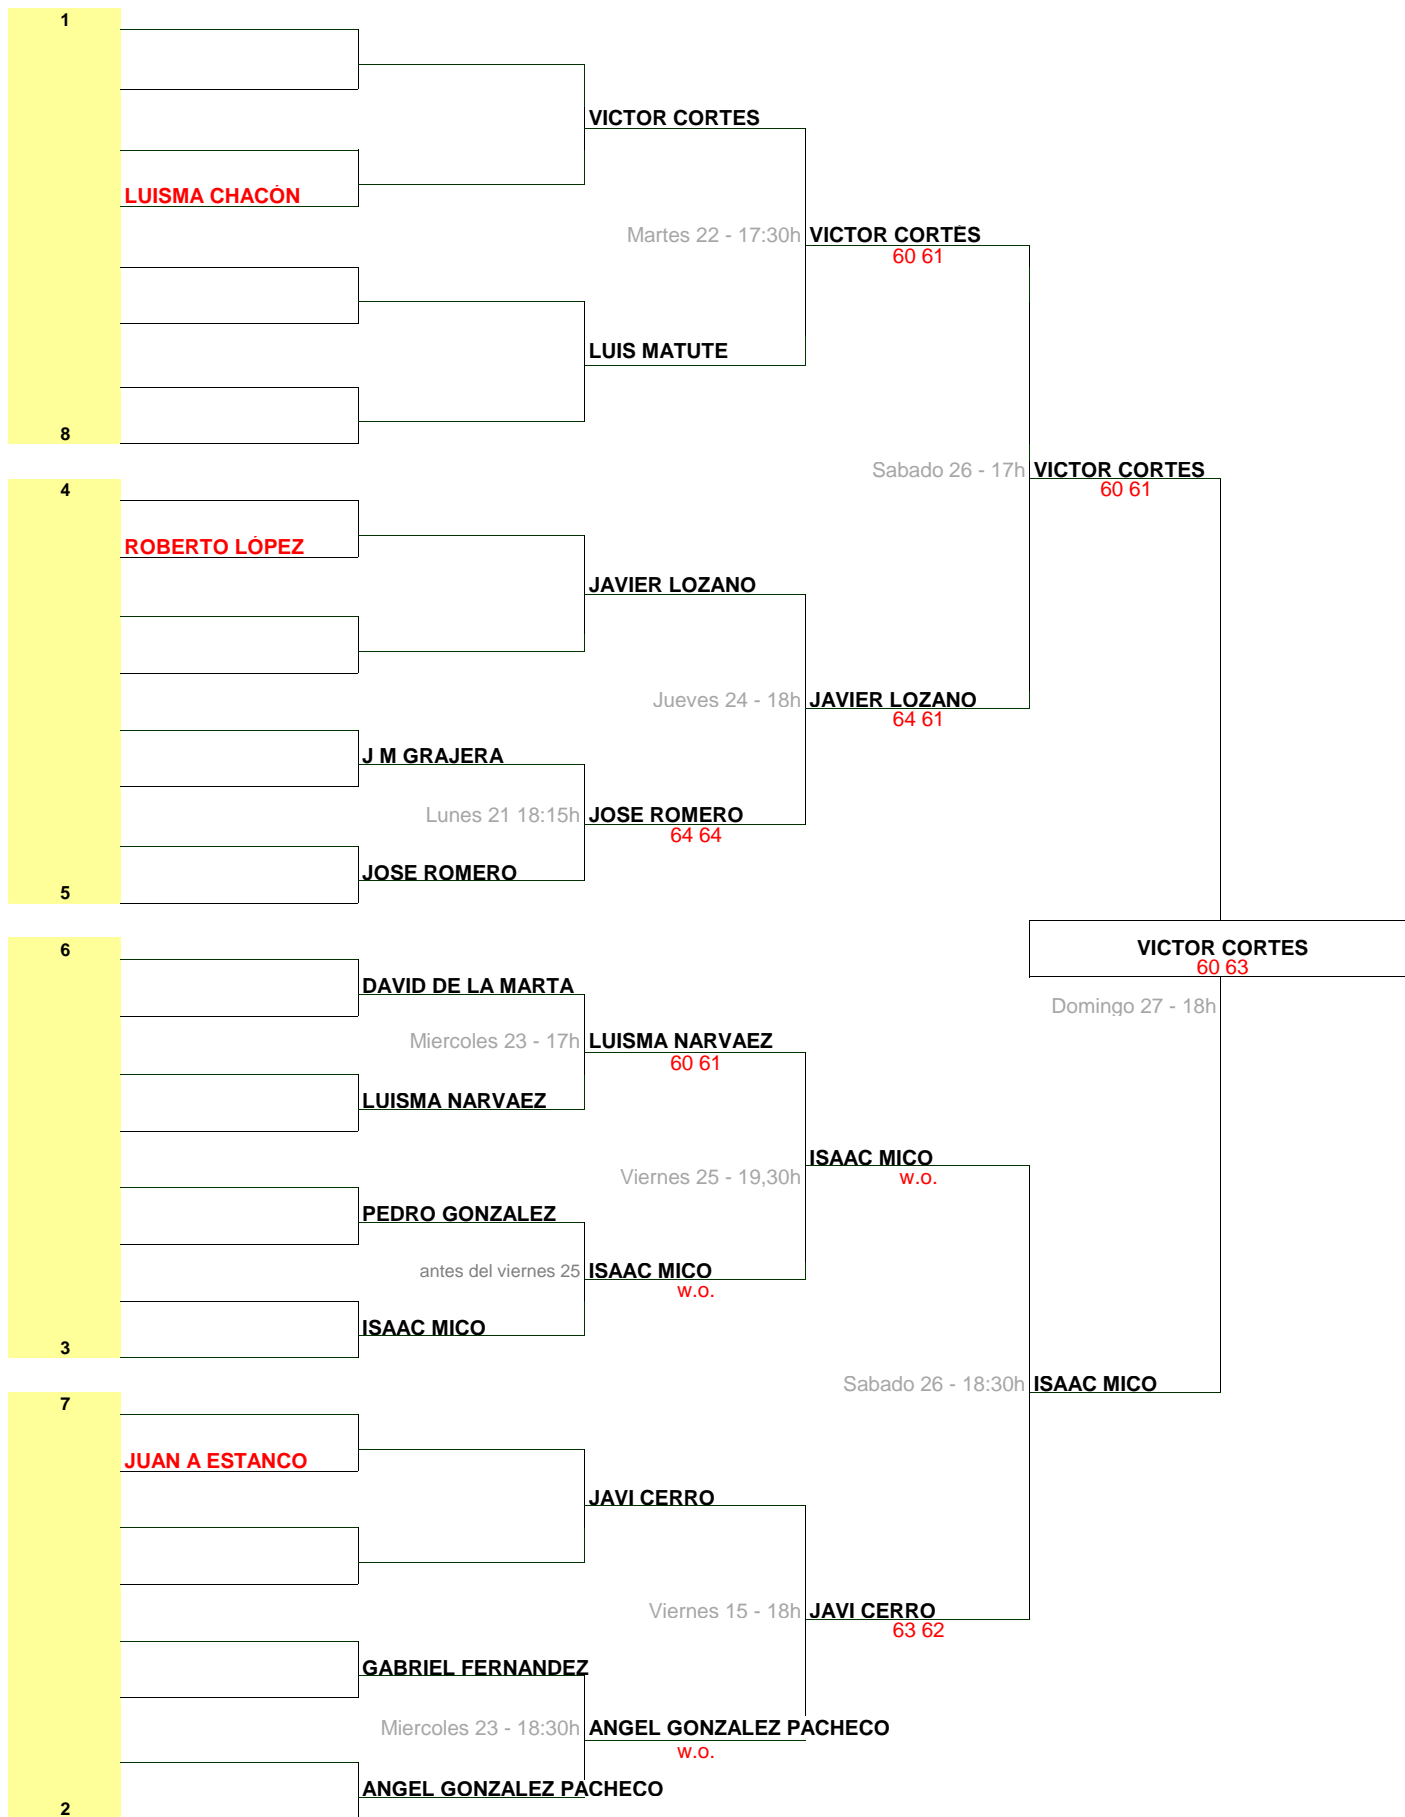 1
VICTOR CORTES
LUISMA CHACÓN
Martes 22 - 17:30h VICTOR CORTÉS
60 61
LUIS MATUTE
8
Sabado 26 - 17h VICTOR CORTES
60 61
4
ROBERTO LÓPEZ
JAVIER LOZANO
Jueves 24 - 18h JAVIER LOZANO
64 61
J M GRAJERA
Lunes 21 18:15h JOSE ROMERO
64 64
JOSE ROMERO
5
6
VICTOR CORTES
60 63
DAVID DE LA MARTA
Domingo 27 - 18h
Miercoles 23 - 17h LUISMA NARVAEZ
60 61
LUISMA NARVAEZ
ISAAC MICO
Viernes 25 - 19,30h
w.o.
PEDRO GONZALEZ
antes del viernes 25 ISAAC MICO
w.o.
ISAAC MICO
3
Sabado 26 - 18:30h ISAAC MICO
7
JUAN A ESTANCO
JAVI CERRO
Viernes 15 - 18h JAVI CERRO
63 62
GABRIEL FERNANDEZ
Miercoles 23 - 18:30h ANGEL GONZALEZ PACHECO
w.o.
ANGEL GONZALEZ PACHECO
2